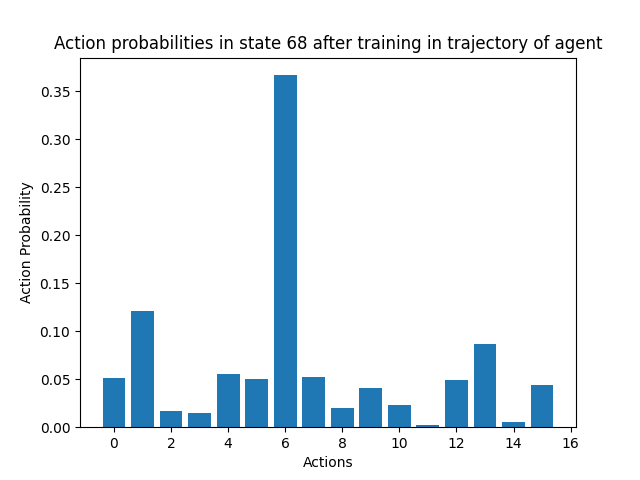 Action probabilities in state 68 after training in trajectory of agent
Action Probability
0.35
0.30
0.25
0.20
0.15
0.10
0.05
0.00
0 2 4 6 8 10 12 14 16
Actions